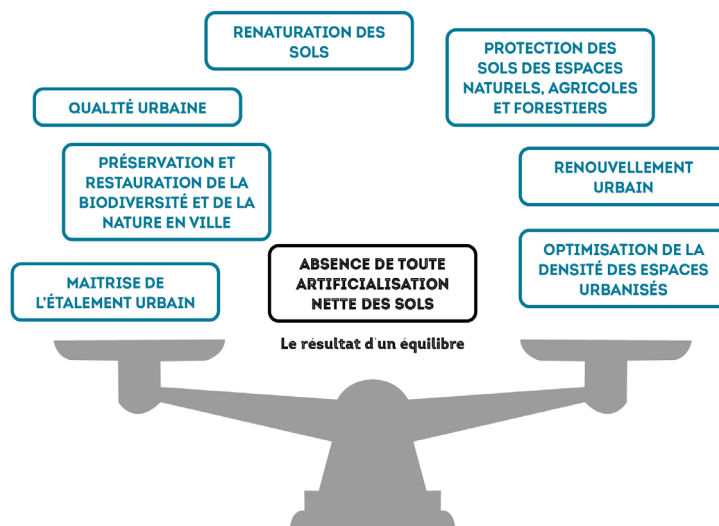 RENATURATION DES
SOLS
PROTECTION DES
SOLS DES ESPACES
NATURELS, AGRICOLES
ET FORESTIERS
QUALITÉ URBAINE
PRÉSERVATION ET
RESTAURATION DE LA
BIODIVERSITÉ ET DE LA
NATURE EN VILLE
RENOUVELLEMENT
URBAIN
MAITRISE DE
L'ÉTALEMENT URBAIN
ABSENCE DE TOUTE
ARTIFICIALISATION
NETTE DES SOLS
OPTIMISATION DE LA
DENSITÉ DES ESPACES
URBANISÉS
Le résultat d'un équilibre